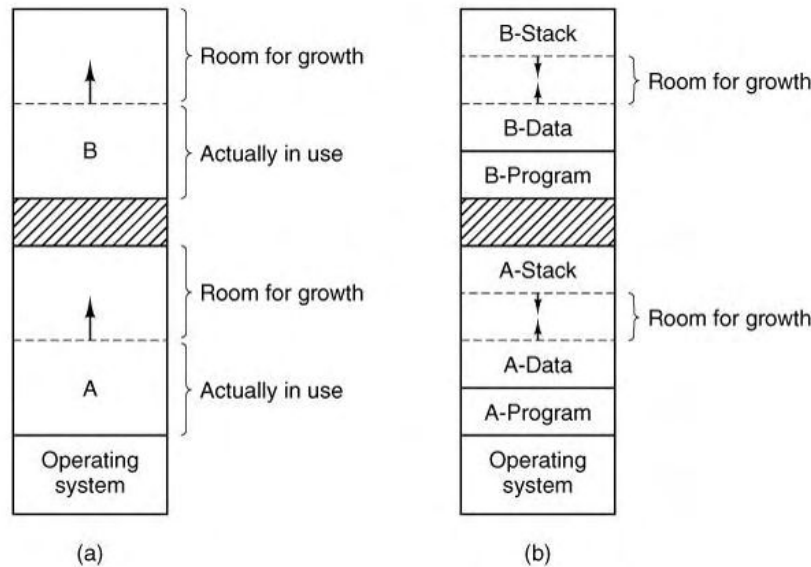 Room for growth
B
Actually in use
Room for growth
A
Actually in use
Operating
system
(a)
B-Stack
Room for growth
B-Data
B-Program
A-Stack
Room for growth
A-Data
A-Program
Operating
system
(b)